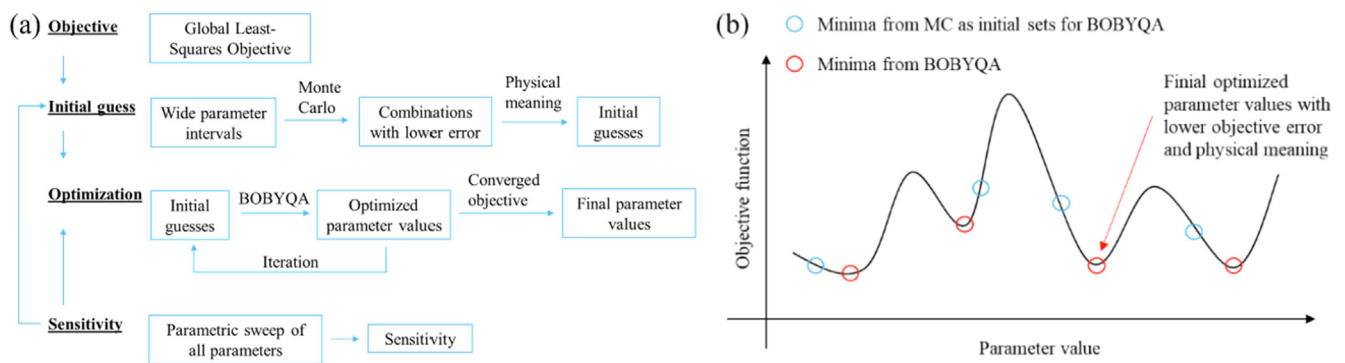 (a)
Objective
Global Least-
Squares Objective
Initial guess
Wide parameter
intervals
Monte
Carlo
Combinations
with lower error
Physical
meaning
Initial
guesses
Optimization
Initial
guesses
BOBYQA
Optimized
parameter values
Converged
objective
Final parameter
values
Iteration
Sensitivity
Parametric sweep of
all parameters
Sensitivity
(b)
Minima from MC as initial sets for BOBYQA
Minima from BOBYQA
Finial optimized
parameter values with
lower objective error
and physical meaning
Objective function
Parameter value